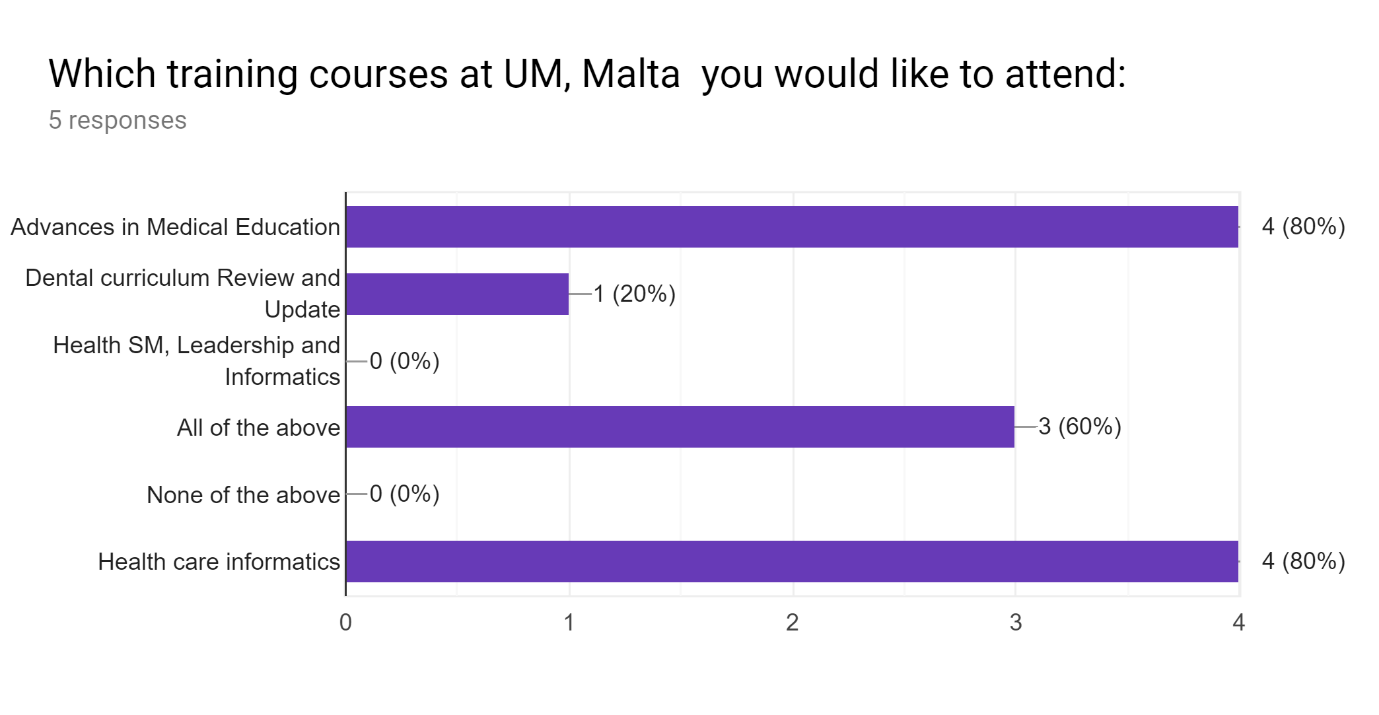 Which training courses at UM, Malta  you would like to attend:
5 responses
Advances in Medical Education
4 (80%)
Dental curriculum Review and
Update
1 (20%)
Health SM, Leadership and
Informatics
0 (0%)
All of the above
3 (60%)
None of the above
0 (0%)
Health care informatics
4 (80%)
0 1 2 3 4